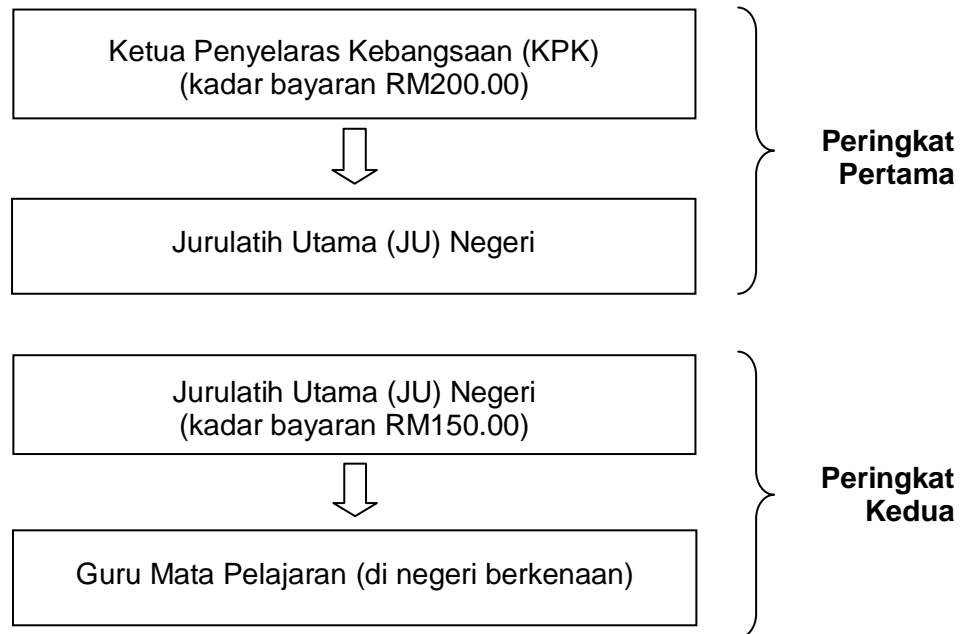 Ketua Penyelaras Kebangsaan (KPK)
(kadar bayaran RM200.00)
Jurulatih Utama (JU) Negeri
Peringkat
Pertama
Jurulatih Utama (JU) Negeri
(kadar bayaran RM150.00)
Guru Mata Pelajaran (di negeri berkenaan)
Peringkat
Kedua